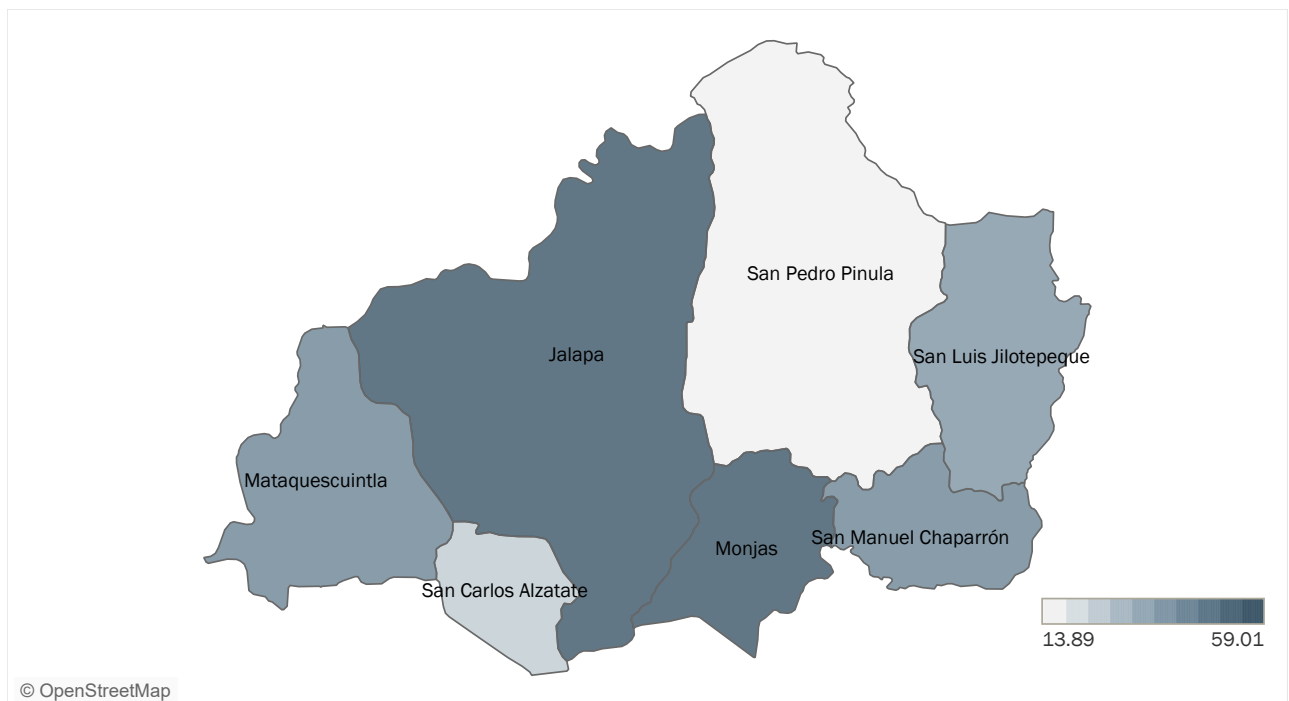 San Pedro Pinula
Jalapa
San Luis Jilotepeque
Mataquescuintla
San Manuel Chaparrón
Monjas
San Carlos Alzatate
13.89
59.01
© OpenStreetMap